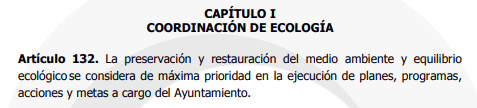 CAPÍTULO I
COORDINACIÓN DE ECOLOGÍA
Artículo 132. La preservación y restauración del medio ambiente y equilibrio
ecológico se considera de máxima prioridad en la ejecución de planes, programas,
acciones y metas a cargo del Ayuntamiento.